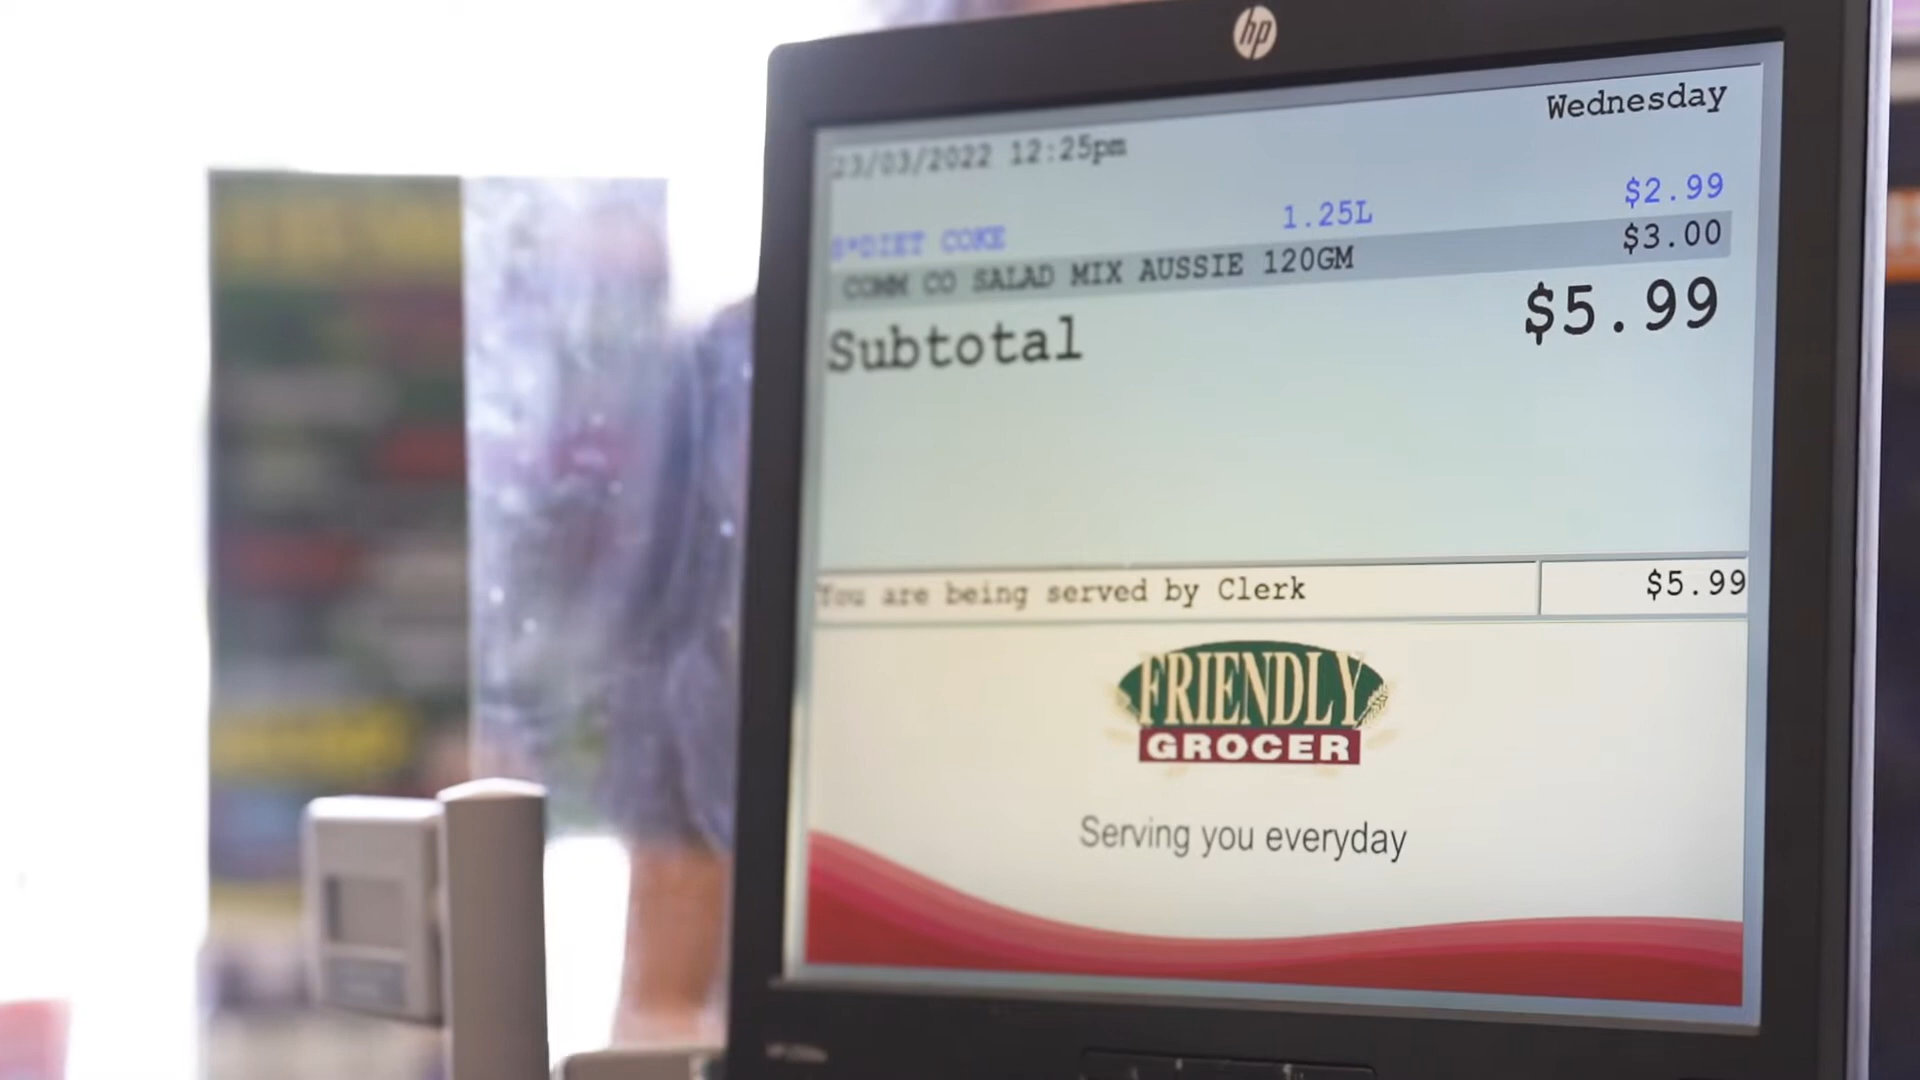 hp
Wednesday
23/03/2022 12:25pm
S*DIET COKE 1.25L $2.99
COMM CO SALAD MIX AUSSIE 120GM $3.00
Subtotal $5.99
You are being served by Clerk $5.99
FRIENDLY
GROCER
Serving you everyday